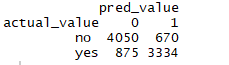 pred_value
actual_value 0 1
no 4050 670
yes 875 3334